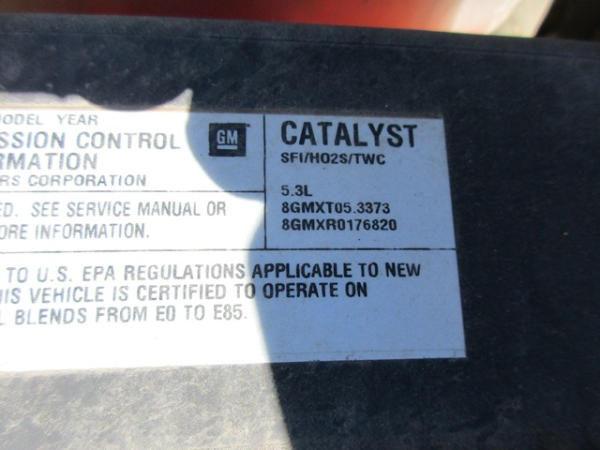 MODEL YEAR
SSION CONTROL
RMATION
RS CORPORATION
ED. SEE SERVICE MANUAL OR
ORE INFORMATION.
GM
CATALYST
SFI/HO2S/TWC
5.3L
8GMXT05.3373
8GMXR0176820
TO U.S. EPA REGULATIONS APPLICABLE TO NEW
HIS VEHICLE IS CERTIFIED TO OPERATE ON
L BLENDS FROM E0 TO E85.